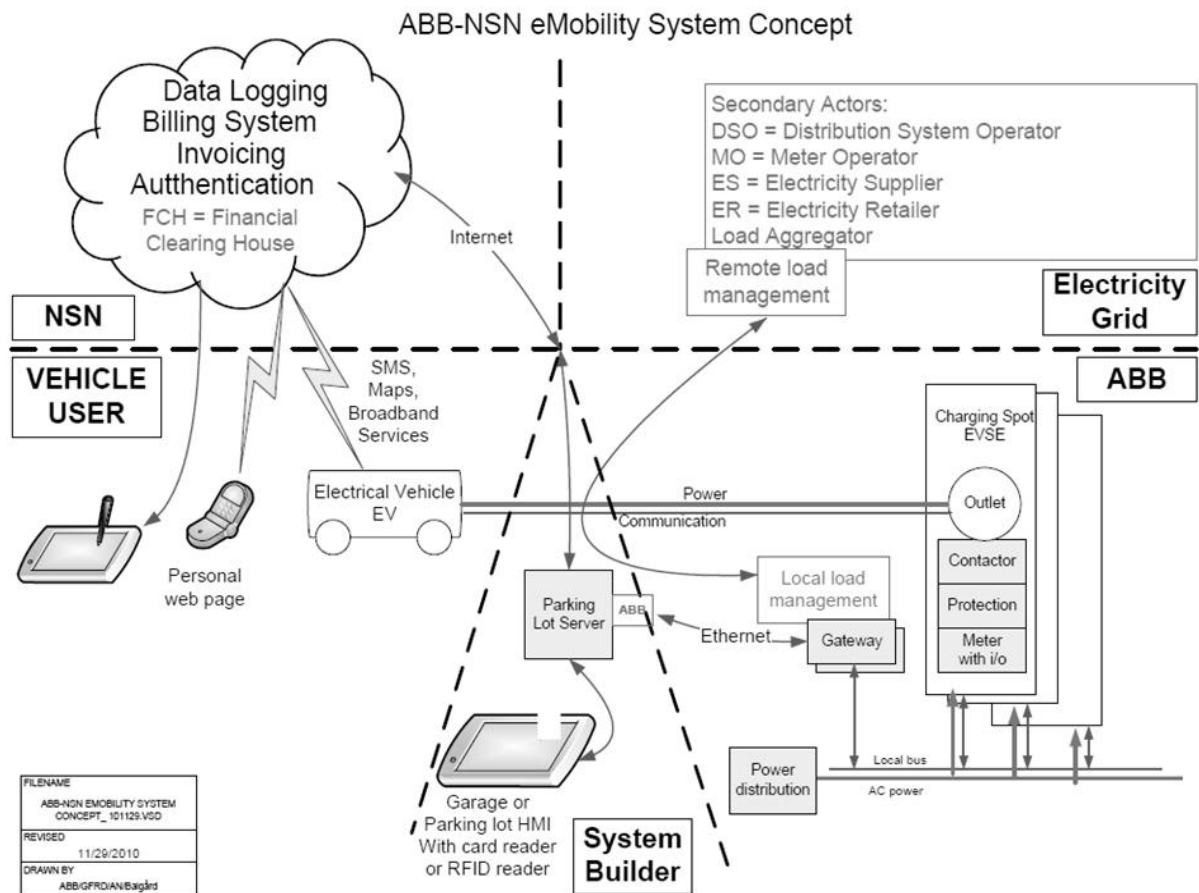 ABB-NSN eMobility System Concept
Data Logging
Billing System
Invoicing
Autthentication
FCH = Financial
Clearing House
Internet
Secondary Actors:
DSO = Distribution System Operator
MO = Meter Operator
ES = Electricity Supplier
ER = Electricity Retailer
Load Aggregator
Remote load
management
Electricity
Grid
NSN
VEHICLE
USER
ABB
SMS,
Maps,
Broadband
Services
Charging Spot
EVSE
Electrical Vehicle
EV
Power
Communication
Outlet
Contactor
Protection
Meter
with i/o
Personal
web page
Parking
Lot Server
ABB
Local load
management
Ethernet
Gateway
Power
distribution
Local bus
AC power
Garage or
Parking lot HMI
With card reader
or RFID reader
System
Builder
FILENAME
ABB-NSN EMOBILITY SYSTEM
CONCEPT_ 101129.VSD
REVISED
11/29/2010
DRAWN BY
ABB/GFRD/AN/Balgård